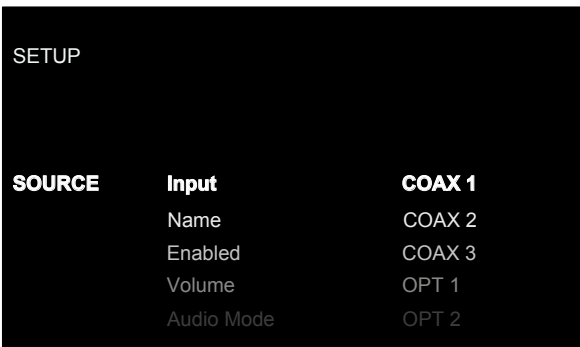 SETUP
SOURCE Input COAX 1
Name COAX 2
Enabled COAX 3
Volume OPT 1
Audio Mode OPT 2